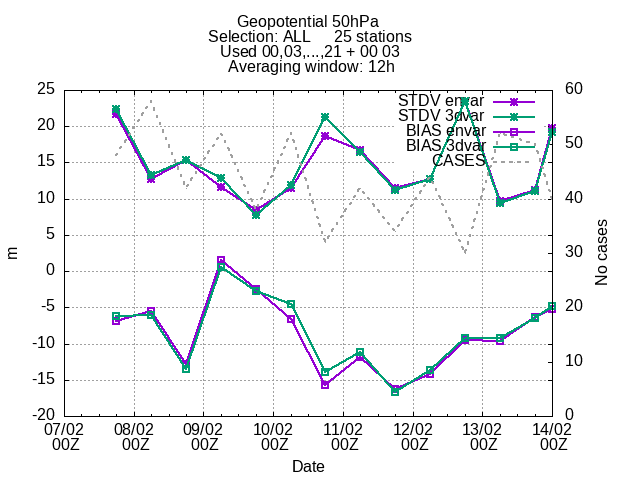 Geopotential 50hPa
Selection: ALL     25 stations
Used 00,03,...,21 + 00 03
Averaging window: 12h
STDV envar
STDV 3dvar
BIAS envar
BIAS 3dvar
CASES
25
20
15
10
5
0
-5
-10
-15
-20
m
60
50
40
30
20
10
0
No cases
07/02 08/02 09/02 10/02 11/02 12/02 13/02 14/02
00Z 00Z 00Z 00Z 00Z 00Z 00Z 00Z
Date